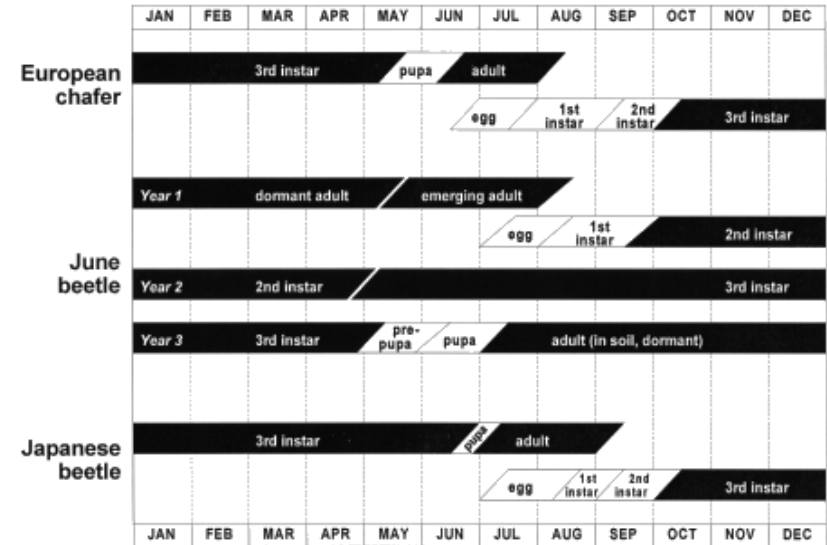 JAN FEB MAR APR MAY JUN JUL AUG SEP OCT NOV DEC
European
chafer
3rd instar pupa adult
egg 1st
instar 2nd
instar 3rd instar
June
beetle
Year 1 dormant adult emerging adult
egg 1st
instar 2nd instar
Year 2 2nd instar 3rd instar
Year 3 3rd instar pre-
pupa pupa adult (in soil, dormant)
Japanese
beetle
3rd instar pupa adult
egg 1st
instar 2nd
instar 3rd instar
JAN FEB MAR APR MAY JUN JUL AUG SEP OCT NOV DEC